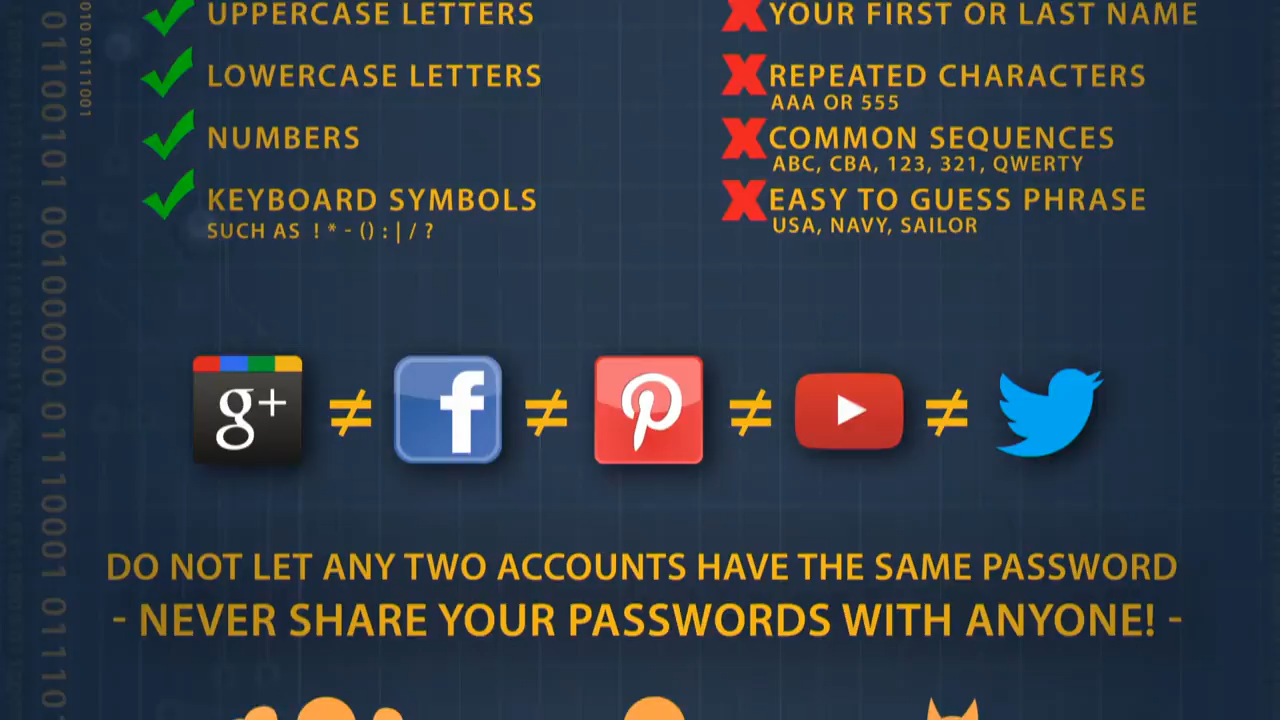 UPPERCASE LETTERS
LOWERCASE LETTERS
NUMBERS
KEYBOARD SYMBOLS
SUCH AS ! * - () : | / ?
YOUR FIRST OR LAST NAME
REPEATED CHARACTERS
AAA OR 555
COMMON SEQUENCES
ABC, CBA, 123, 321, QWERTY
EASY TO GUESS PHRASE
USA, NAVY, SAILOR
g+ ≠ f ≠ P ≠ ≠
DO NOT LET ANY TWO ACCOUNTS HAVE THE SAME PASSWORD
- NEVER SHARE YOUR PASSWORDS WITH ANYONE! -